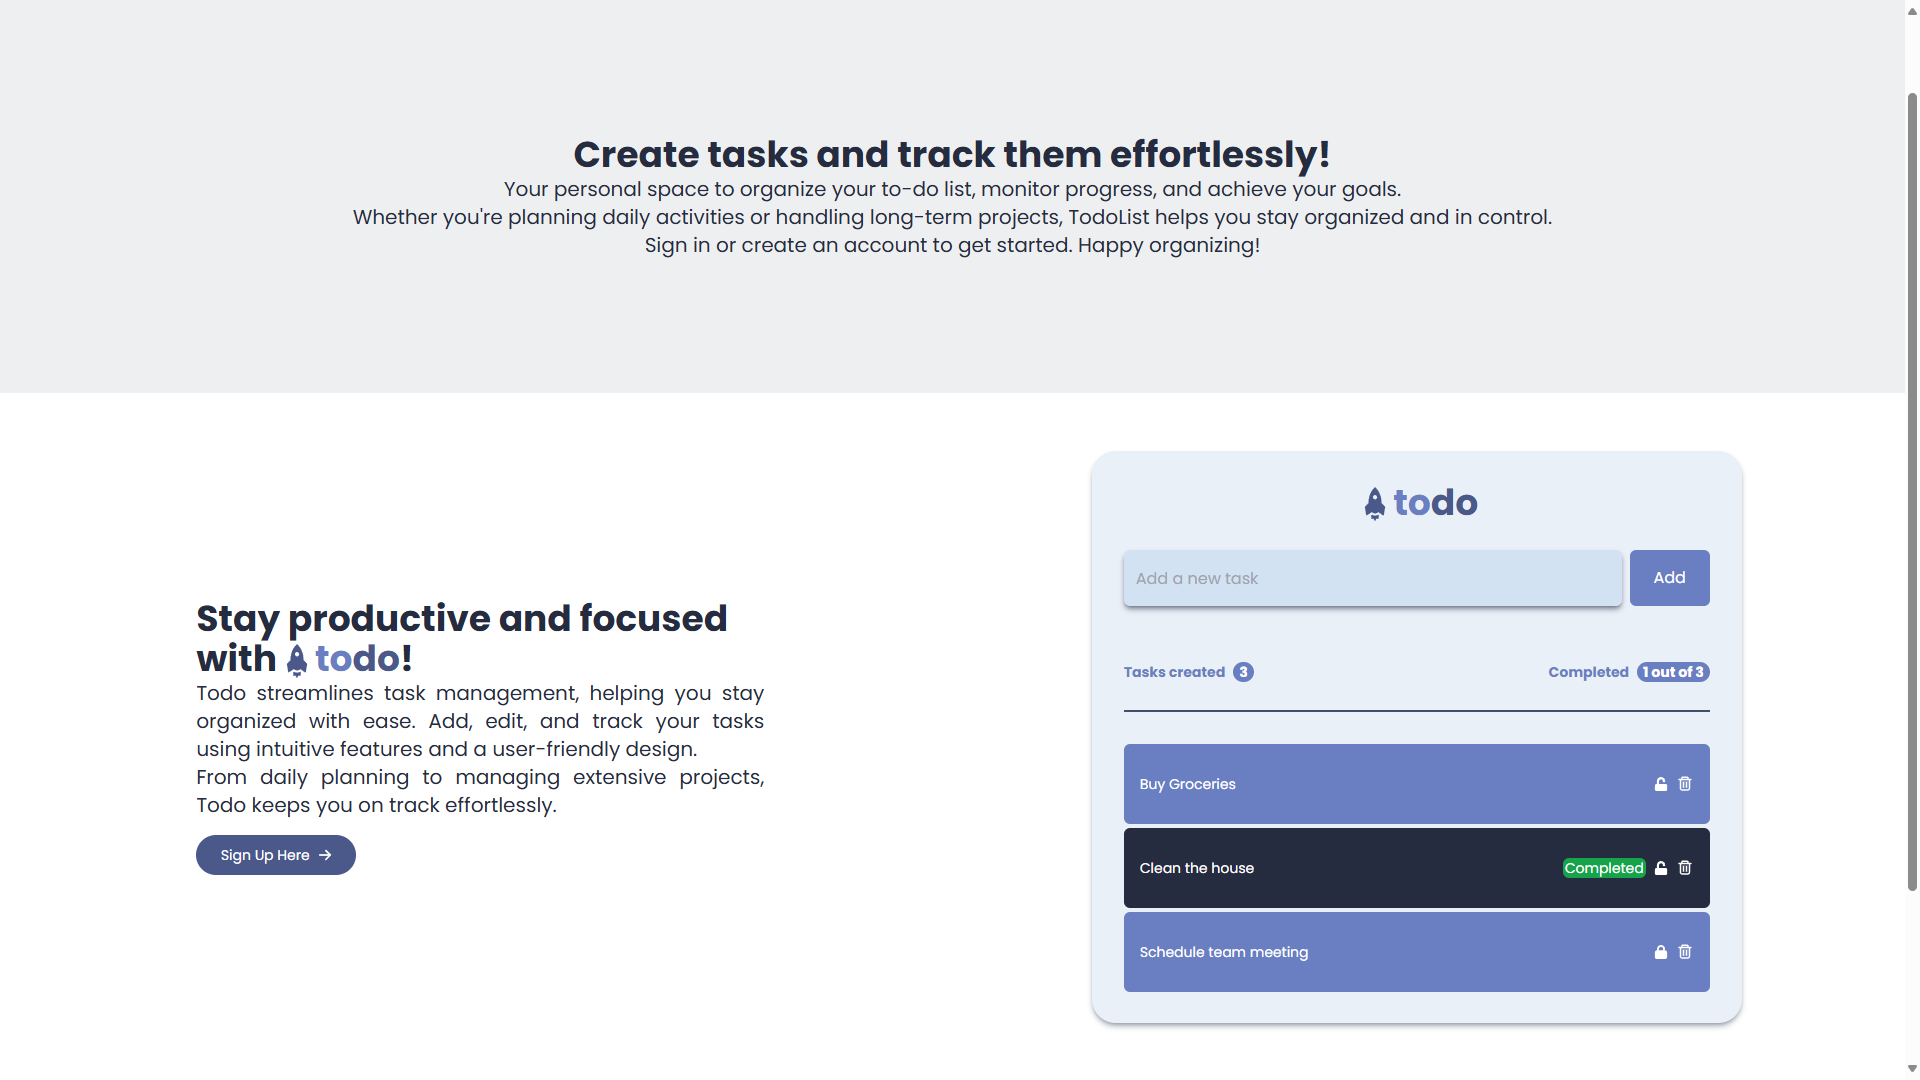 Create tasks and track them effortlessly!
Your personal space to organize your to-do list, monitor progress, and achieve your goals.
Whether you're planning daily activities or handling long-term projects, TodoList helps you stay organized and in control.
Sign in or create an account to get started. Happy organizing!
Stay productive and focused
with todo!
Todo streamlines task management, helping you stay
organized with ease. Add, edit, and track your tasks
using intuitive features and a user-friendly design.
From daily planning to managing extensive projects,
Todo keeps you on track effortlessly.
Sign Up Here
todo
Add a new task
Add
Tasks created 3
Completed 1 out of 3
Buy Groceries
Clean the house
Completed
Schedule team meeting